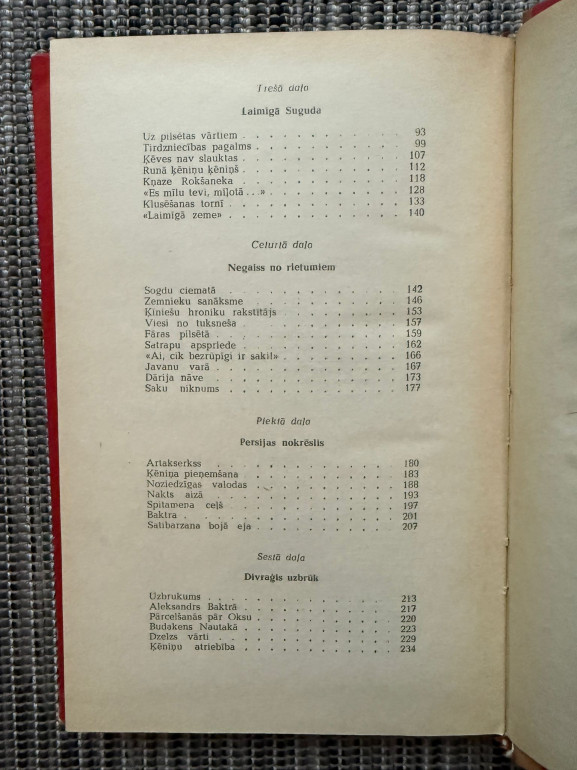 Trešā daļa
Laimīgā Suguda
Uz pilsētas vārtiem . . . . . . . . . . 93
Tirdzniecības pagalms . . . . . . . . . . 99
Ķēves nav slauktas . . . . . . . . . . 107
Runā ķēniņu ķēniņš . . . . . . . . . . 112
Kņaze Rokšaneka . . . . . . . . . . 118
«Es mīlu tevi, mīļotā . . .» . . . . . . . . . . 128
Klusēšanas tornī . . . . . . . . . . 133
«Laimīgā zeme» . . . . . . . . . . 140
Ceturtā daļa
Negaiss no rietumiem
Sogdu ciematā . . . . . . . . . . 142
Zemnieku sanāksme . . . . . . . . . . 146
Ķīniešu hroniku rakstītājs . . . . . . . . . . 153
Viesi no tuksneša . . . . . . . . . . 157
Fāras pilsētā . . . . . . . . . . 159
Satrapu apspriede . . . . . . . . . . 162
«Ai, cik bezrūpīgi ir saki!» . . . . . . . . . . 166
Javanu varā . . . . . . . . . . 167
Dārija nāve . . . . . . . . . . 173
Saku niknums . . . . . . . . . . 177
Piektā daļa
Persijas nokrēslis
Artakserkss . . . . . . . . . . 180
Ķēniņa pieņemšana . . . . . . . . . . 183
Noziedzīgas valodas . . . . . . . . . . 188
Nakts aizā . . . . . . . . . . 193
Spitamena ceļš . . . . . . . . . . 197
Baktra . . . . . . . . . . 201
Satibarzana bojā eja . . . . . . . . . . 207
Sestā daļa
Divraģis uzbrūk
Uzbrukums . . . . . . . . . . 213
Aleksandrs Baktrā . . . . . . . . . . 217
Pārcelšanās pār Oksu . . . . . . . . . . 220
Budakens Nautakā . . . . . . . . . . 223
Dzelzs vārti . . . . . . . . . . 229
Ķēniņu atriebība . . . . . . . . . . 234